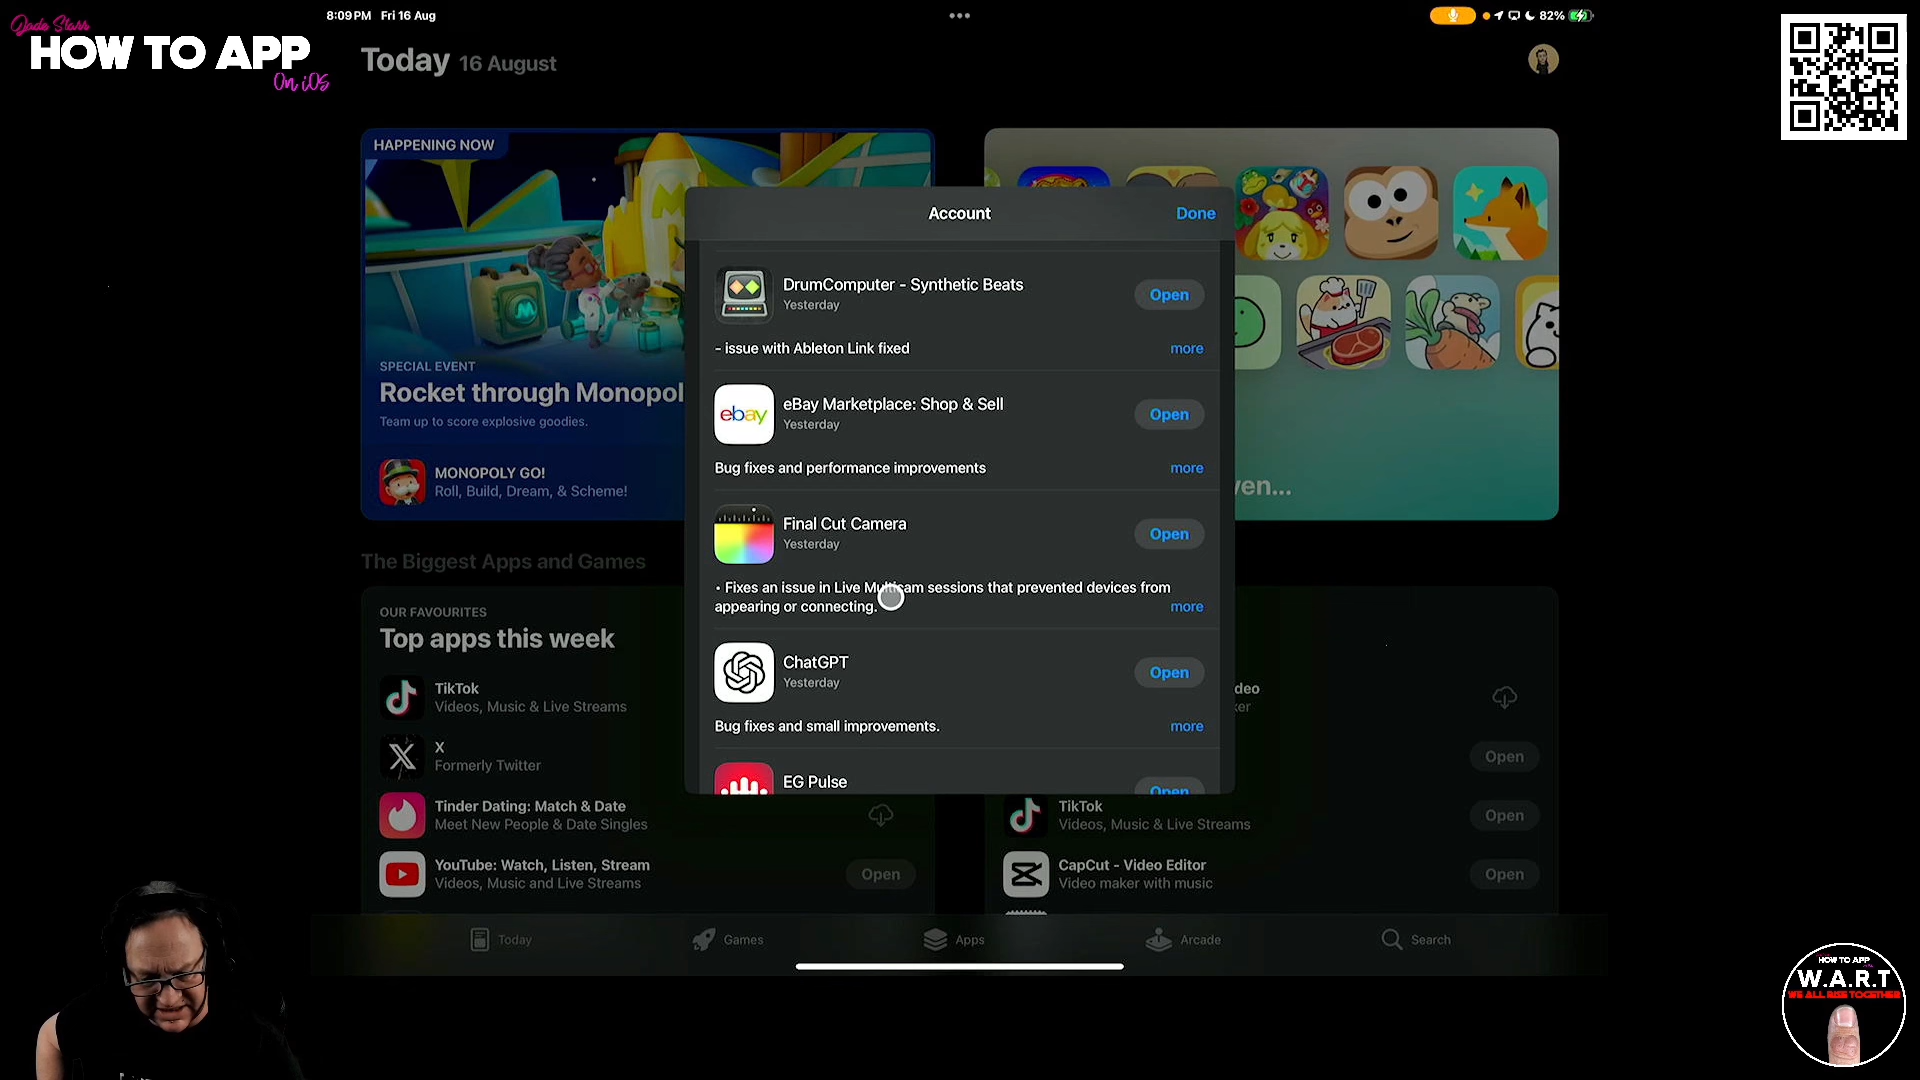 Jade Starr
HOW TO APP
On iOS
8:09 PM Fri 16 Aug
82%
Today 16 August
HAPPENING NOW
SPECIAL EVENT
Rocket through Monopol
Team up to score explosive goodies.
MONOPOLY GO!
Roll, Build, Dream, & Scheme!
ven...
Account
Done
DrumComputer - Synthetic Beats
Yesterday
Open
- issue with Ableton Link fixed
more
ebay
eBay Marketplace: Shop & Sell
Yesterday
Open
Bug fixes and performance improvements
more
Final Cut Camera
Yesterday
Open
• Fixes an issue in Live Multicam sessions that prevented devices from
appearing or connecting.
more
ChatGPT
Yesterday
Open
Bug fixes and small improvements.
more
EG Pulse
Open
The Biggest Apps and Games
OUR FAVOURITES
Top apps this week
TikTok
Videos, Music & Live Streams
X
Formerly Twitter
Tinder Dating: Match & Date
Meet New People & Date Singles
YouTube: Watch, Listen, Stream
Videos, Music and Live Streams
Open
deo
ker
Open
TikTok
Videos, Music & Live Streams
Open
CapCut - Video Editor
Video maker with music
Open
Today
Games
Apps
Arcade
Search
HOW TO APP
W.A.R.T
WE ALL RISE TOGETHER